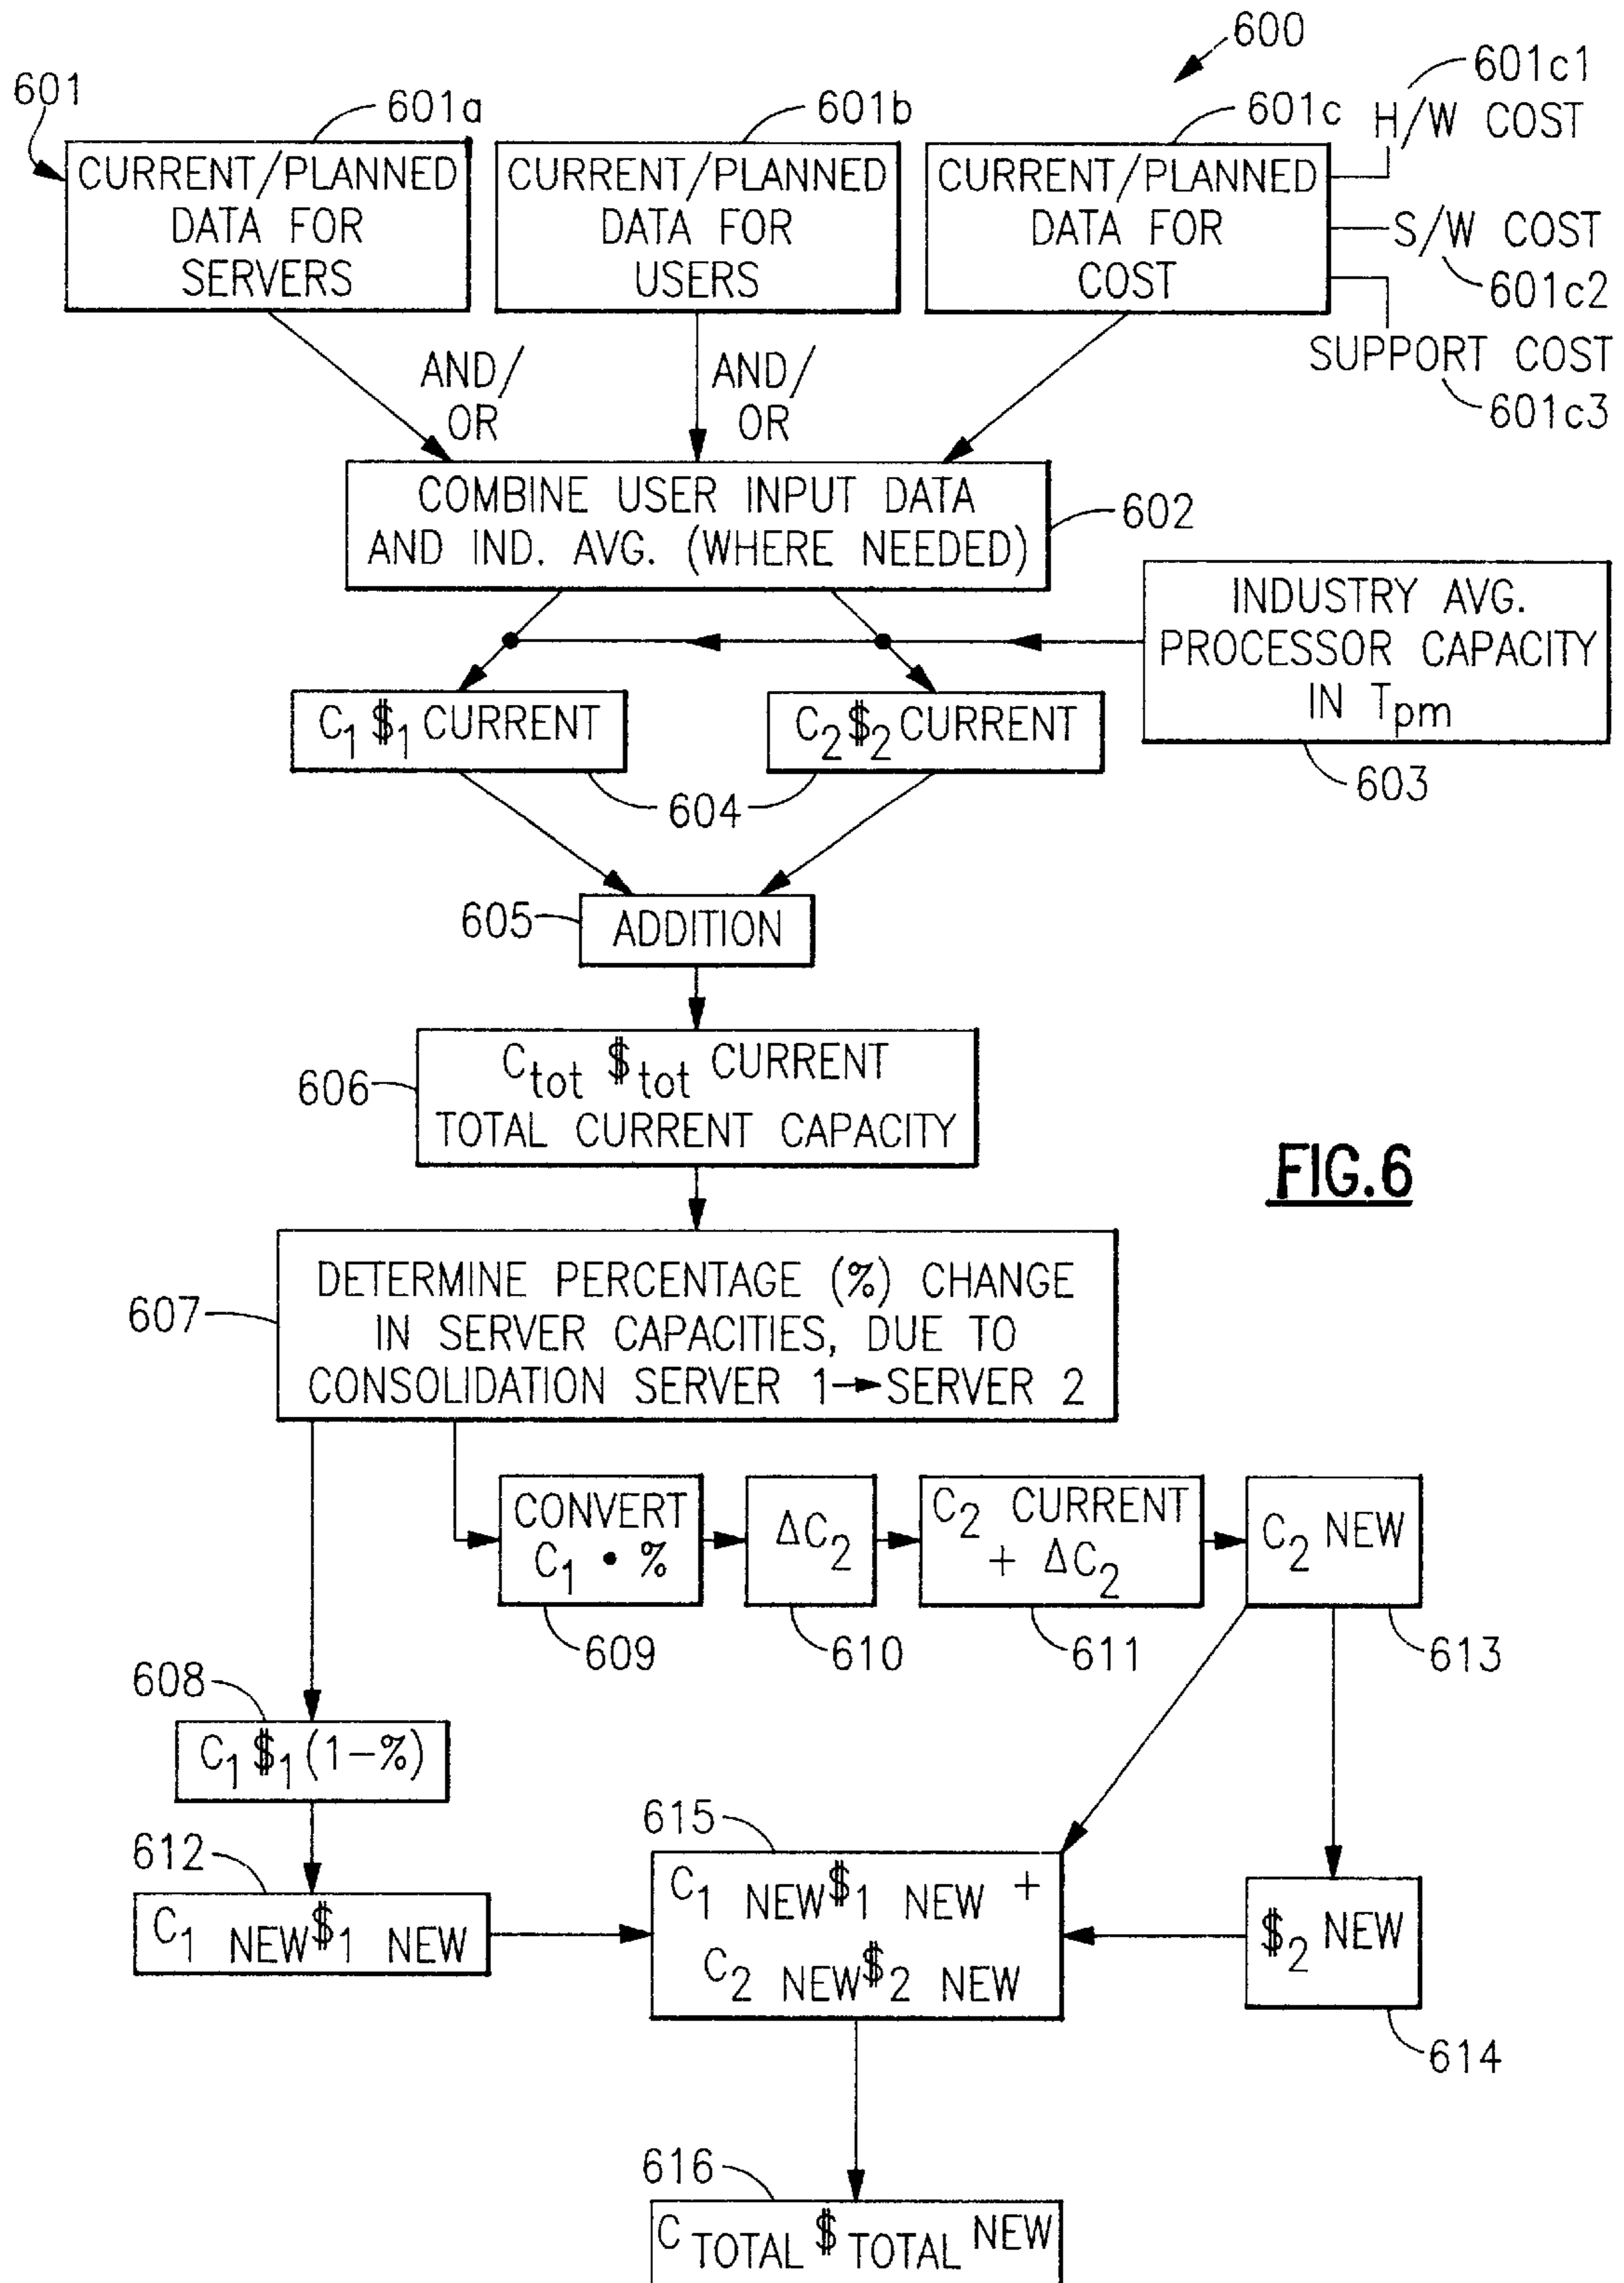 600
601
601a
601b
601c
601c1
H/W COST
CURRENT/PLANNED
DATA FOR
SERVERS
CURRENT/PLANNED
DATA FOR
USERS
CURRENT/PLANNED
DATA FOR
COST
S/W COST
601c2
SUPPORT COST
601c3
AND/
OR
AND/
OR
COMBINE USER INPUT DATA
AND IND. AVG. (WHERE NEEDED)
602
INDUSTRY AVG.
PROCESSOR CAPACITY
IN Tpm
603
C1 $1 CURRENT
C2 $2 CURRENT
604
605
ADDITION
606
Ctot $tot CURRENT
TOTAL CURRENT CAPACITY
FIG.6
607
DETERMINE PERCENTAGE (%) CHANGE
IN SERVER CAPACITIES, DUE TO
CONSOLIDATION SERVER 1→SERVER 2
CONVERT
C1 • %
609
ΔC2
610
C2 CURRENT
+ ΔC2
611
C2 NEW
613
608
C1 $1 (1-%)
612
C1 NEW $1 NEW
615
C1 NEW $1 NEW +
C2 NEW $2 NEW
$2 NEW
614
616
C TOTAL $ TOTAL NEW